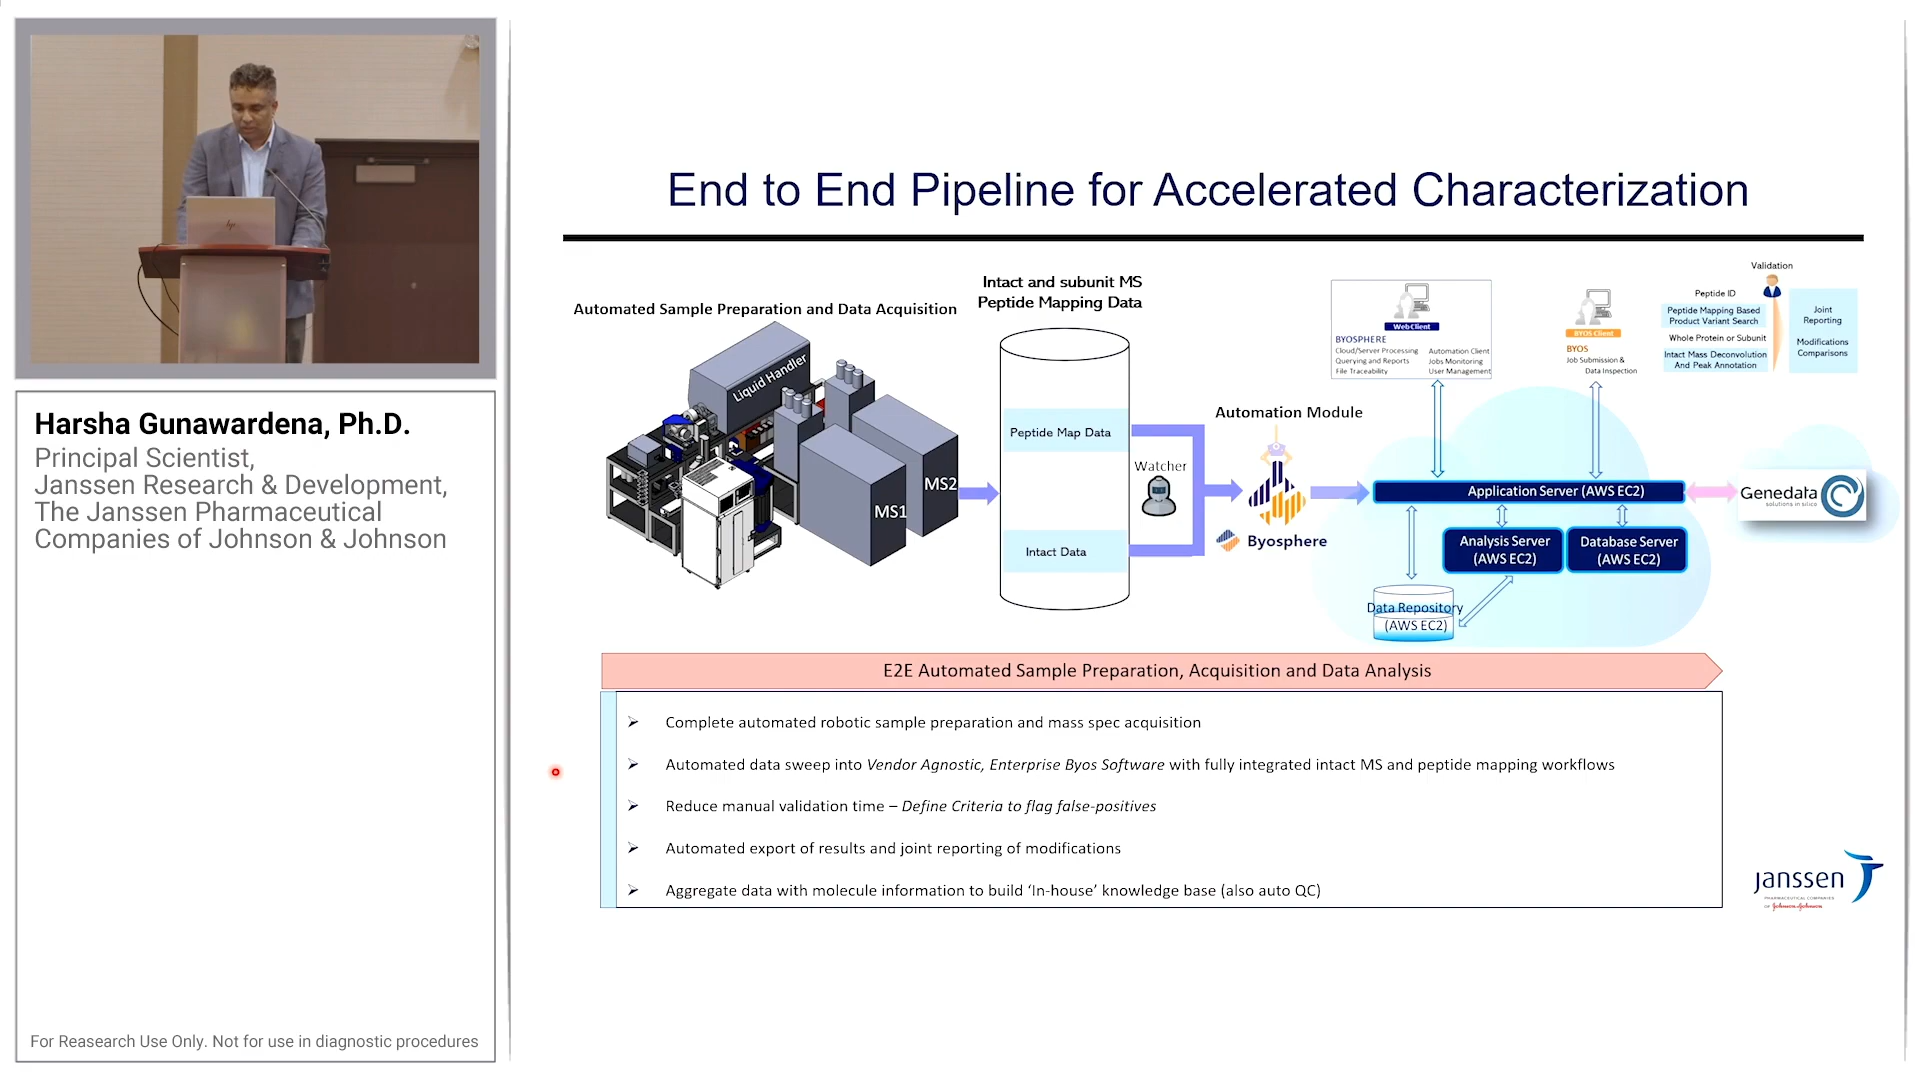 Harsha Gunawardena, Ph.D.
Principal Scientist,
Janssen Research & Development,
The Janssen Pharmaceutical
Companies of Johnson & Johnson
For Reasearch Use Only. Not for use in diagnostic procedures
End to End Pipeline for Accelerated Characterization
Automated Sample Preparation and Data Acquisition
Liquid Handler
MS1
MS2
Intact and subunit MS
Peptide Mapping Data
Peptide Map Data
Intact Data
Watcher
Automation Module
Byosphere
WebClient
BYOSPHERE
Cloud/Server Processing
Querying and Reports
File Traceability
Automation Client
Jobs Monitoring
User Management
BYOS Client
BYOS
Job Submission &
Data Inspection
Validation
Peptide ID
Peptide Mapping Based
Product Variant Search
Whole Protein or Subunit
Intact Mass Deconvolution
And Peak Annotation
Joint
Reporting
Modifications
Comparisons
Application Server (AWS EC2)
Analysis Server
(AWS EC2)
Database Server
(AWS EC2)
Data Repository
(AWS EC2)
Genedata
solutions in silico
E2E Automated Sample Preparation, Acquisition and Data Analysis
➢ Complete automated robotic sample preparation and mass spec acquisition
➢ Automated data sweep into Vendor Agnostic, Enterprise Byos Software with fully integrated intact MS and peptide mapping workflows
➢ Reduce manual validation time – Define Criteria to flag false-positives
➢ Automated export of results and joint reporting of modifications
➢ Aggregate data with molecule information to build ‘In-house’ knowledge base (also auto QC)
janssen
PHARMACEUTICAL COMPANIES
OF Johnson & Johnson
hp